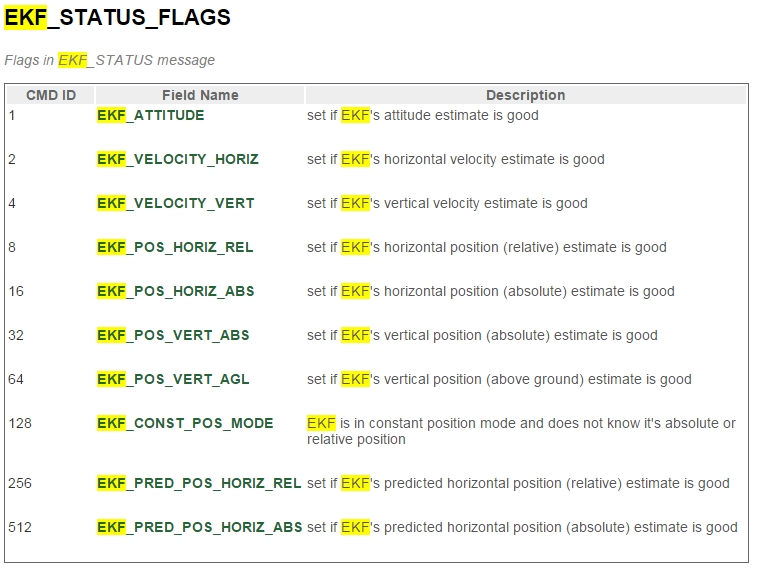 EKF_STATUS_FLAGS
Flags in EKF_STATUS message
CMD ID Field Name Description
1 EKF_ATTITUDE set if EKF's attitude estimate is good
2 EKF_VELOCITY_HORIZ set if EKF's horizontal velocity estimate is good
4 EKF_VELOCITY_VERT set if EKF's vertical velocity estimate is good
8 EKF_POS_HORIZ_REL set if EKF's horizontal position (relative) estimate is good
16 EKF_POS_HORIZ_ABS set if EKF's horizontal position (absolute) estimate is good
32 EKF_POS_VERT_ABS set if EKF's vertical position (absolute) estimate is good
64 EKF_POS_VERT_AGL set if EKF's vertical position (above ground) estimate is good
128 EKF_CONST_POS_MODE EKF is in constant position mode and does not know it's absolute or
relative position
256 EKF_PRED_POS_HORIZ_REL set if EKF's predicted horizontal position (relative) estimate is good
512 EKF_PRED_POS_HORIZ_ABS set if EKF's predicted horizontal position (absolute) estimate is good